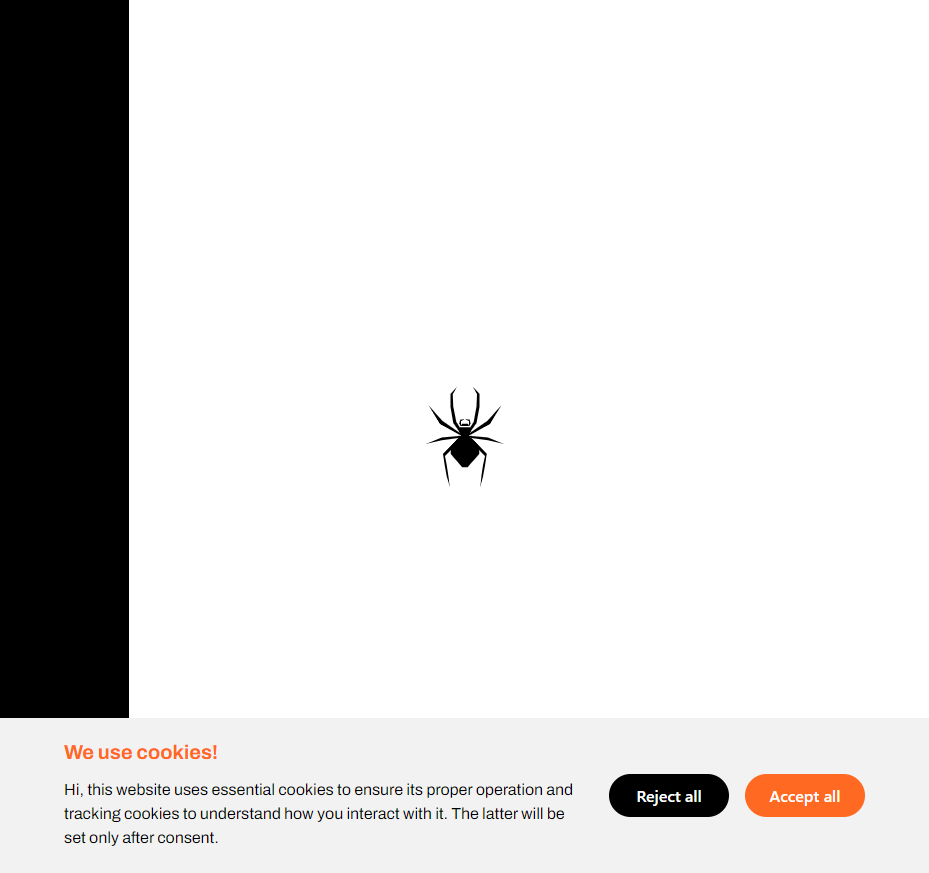 We use cookies!
Hi, this website uses essential cookies to ensure its proper operation and
tracking cookies to understand how you interact with it. The latter will be
set only after consent.
Reject all
Accept all